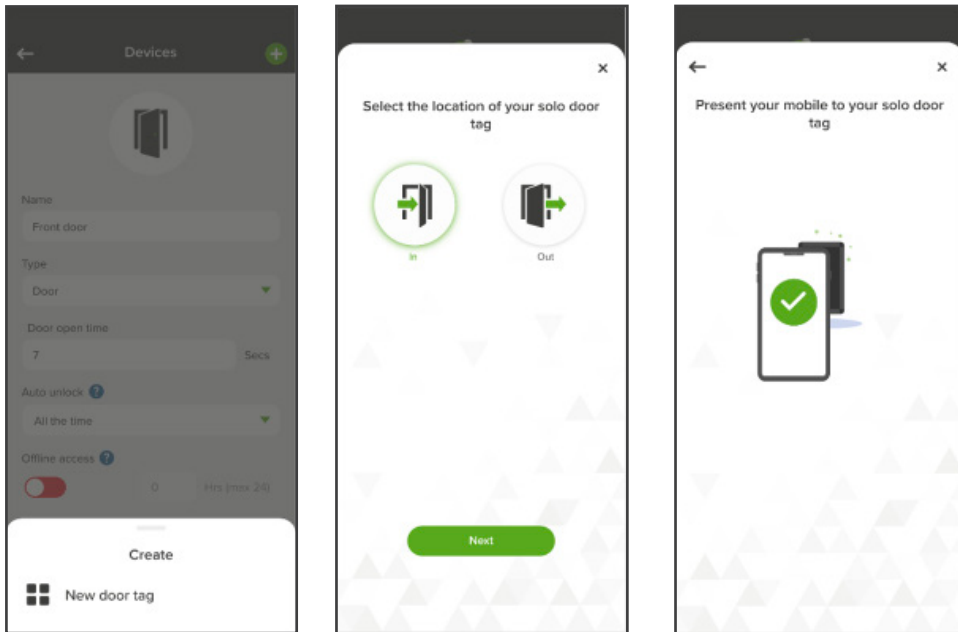 Devices
Name
Front door
Type
Door
Door open time
7 Secs
Auto unlock ?
All the time
Offline access ?
0 Hrs (max 24)
Create
New door tag
Select the location of your solo door
tag
In Out
Next
Present your mobile to your solo door
tag